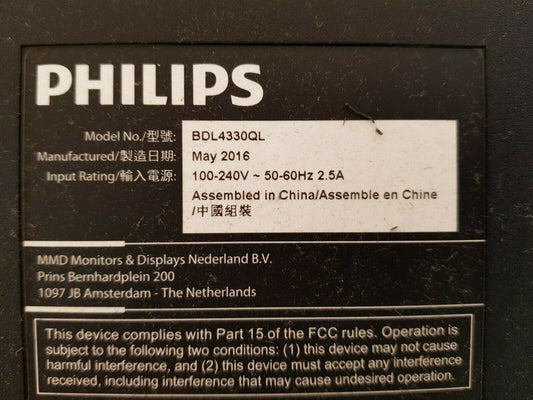 PHILIPS
Model No./型號: BDL4330QL
Manufactured/製造日期: May 2016
Input Rating/輸入電源: 100-240V ~ 50-60Hz 2.5A
Assembled in China/Assemble en Chine
/中國組裝
MMD Monitors & Displays Nederland B.V.
Prins Bernhardplein 200
1097 JB Amsterdam - The Netherlands
This device complies with Part 15 of the FCC rules. Operation is
subject to the following two conditions: (1) this device may not cause
harmful interference, and (2) this device must accept any interference
received, including interference that may cause undesired operation.